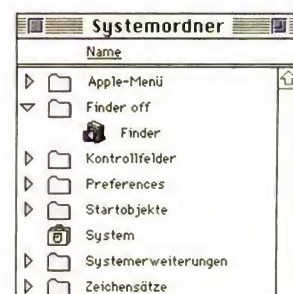 Systemordner
Name
Apple-Menü
Finder off
Finder
Kontrollfelder
Preferences
Startobjekte
System
Systemerweiterungen
Zeichensätze